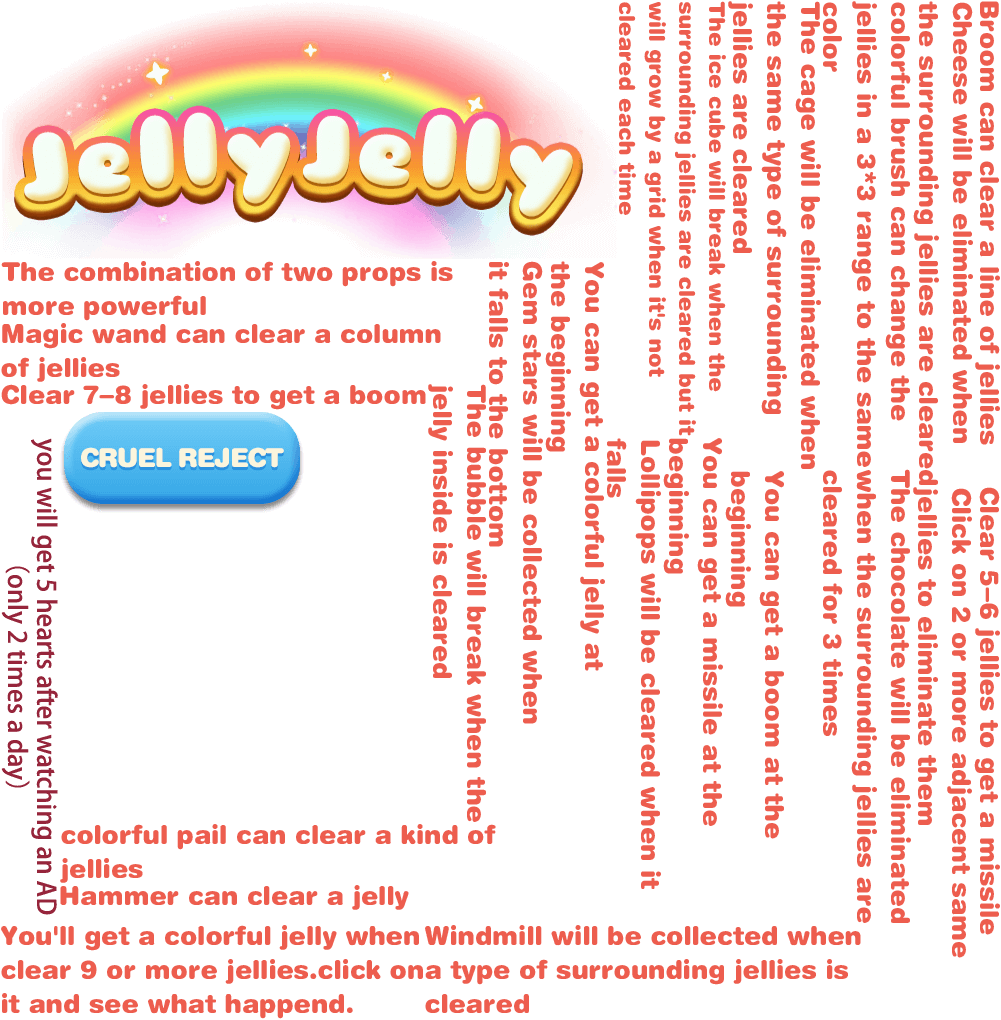 JellyJelly
The combination of two props is
more powerful
Magic wand can clear a column
of jellies
Clear 7–8 jellies to get a boom
CRUEL REJECT
you will get 5 hearts after watching an AD
(only 2 times a day)
Broom can clear a line of jellies
Cheese will be eliminated when
the surrounding jellies are cleared
colorful brush can change the
jellies in a 3*3 range to the same
color
The cage will be eliminated when
the same type of surrounding
jellies are cleared
The ice cube will break when the
surrounding jellies are cleared but it
will grow by a grid when it's not
cleared each time
You can get a colorful jelly at
the beginning
Gem stars will be collected when
it falls to the bottom
The bubble will break when the
jelly inside is cleared
Clear 5–6 jellies to get a missile
Click on 2 or more adjacent same
jellies to eliminate them
The chocolate will be eliminated
when the surrounding jellies are
cleared for 3 times
You can get a boom at the
beginning
You can get a missile at the
beginning
Lollipops will be cleared when it
falls
colorful pail can clear a kind of
jellies
Hammer can clear a jelly
You'll get a colorful jelly when
clear 9 or more jellies.click on
it and see what happend.
Windmill will be collected when
a type of surrounding jellies is
cleared